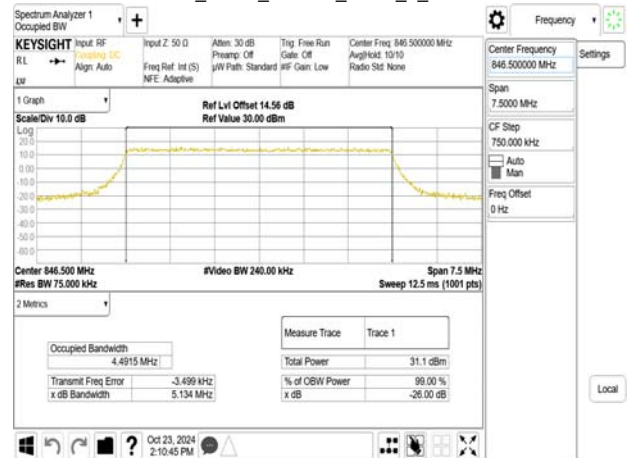 Spectrum Analyzer 1
Occupied BW
Frequency
KEYSIGHT
Input: RF
Coupling: DC
Align: Auto
Input Z: 50 Ω
Freq Ref: Int (S)
NFE: Adaptive
Atten: 30 dB
Preamp: Off
µW Path: Standard
Trig: Free Run
Gate: Off
#IF Gain: Low
Center Freq: 846.500000 MHz
Avg|Hold: 10/10
Radio Std: None
RL
Center Frequency
846.500000 MHz
Settings
Span
7.5000 MHz
CF Step
750.000 kHz
Auto
Man
Freq Offset
0 Hz
Local
1 Graph
Scale/Div 10.0 dB
Ref Lvl Offset 14.56 dB
Ref Value 30.00 dBm
Log
20.0
10.0
0.00
-10.0
-20.0
-30.0
-40.0
-50.0
-60.0
Center 846.500 MHz
#Res BW 75.000 kHz
#Video BW 240.00 kHz
Span 7.5 MHz
Sweep 12.5 ms (1001 pts)
2 Metrics
Measure Trace Trace 1
Occupied Bandwidth
4.4915 MHz
Total Power 31.1 dBm
Transmit Freq Error -3.499 kHz
% of OBW Power 99.00 %
x dB Bandwidth 5.134 MHz
x dB -26.00 dB
Oct 23, 2024
2:10:45 PM